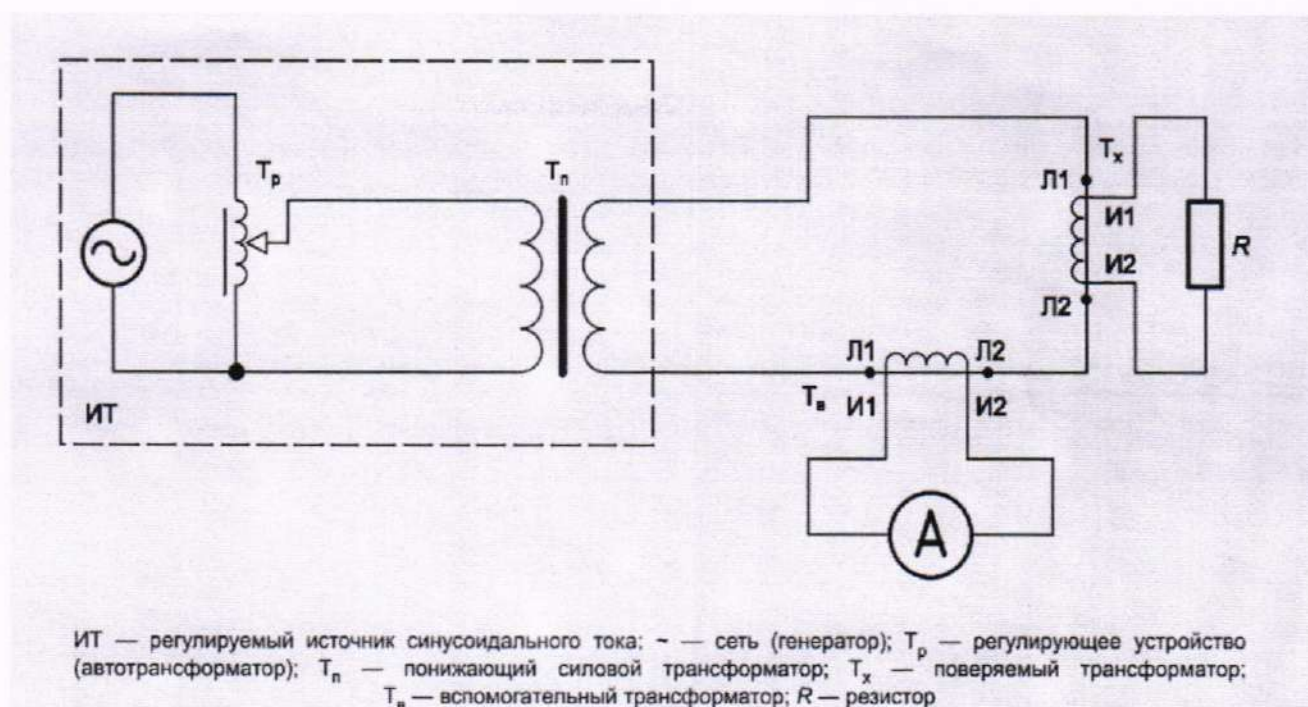 Тр
Тп
Тх
Л1
И1
И2
R
Л2
Л1
Л2
Тв
И1
И2
ИТ
А
ИТ — регулируемый источник синусоидального тока; ~ — сеть (генератор); Тр — регулирующее устройство
(автотрансформатор); Тп — понижающий силовой трансформатор; Тх — поверяемый трансформатор;
Тв — вспомогательный трансформатор; R — резистор